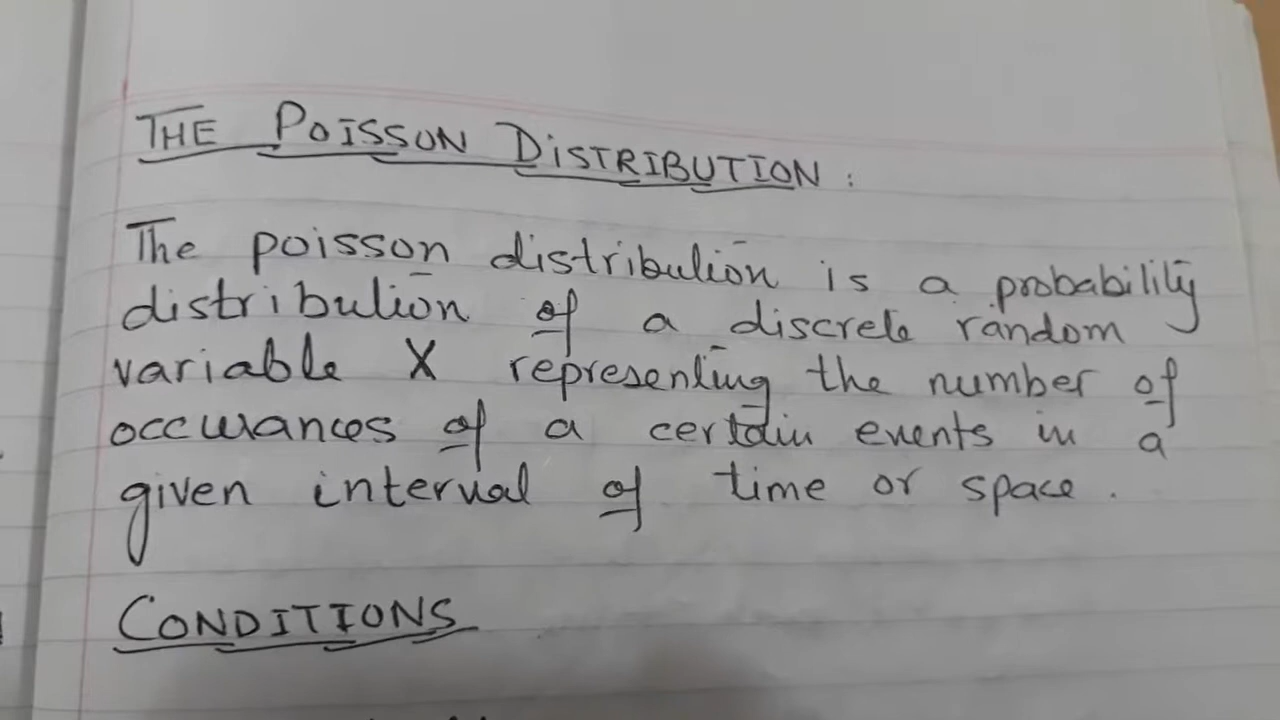 THE POISSON DISTRIBUTION :
The poisson distribution is a probability
distribution of a discrete random
variable X representing the number of
occurances of a certain events in a
given interval of time or space .
CONDITIONS